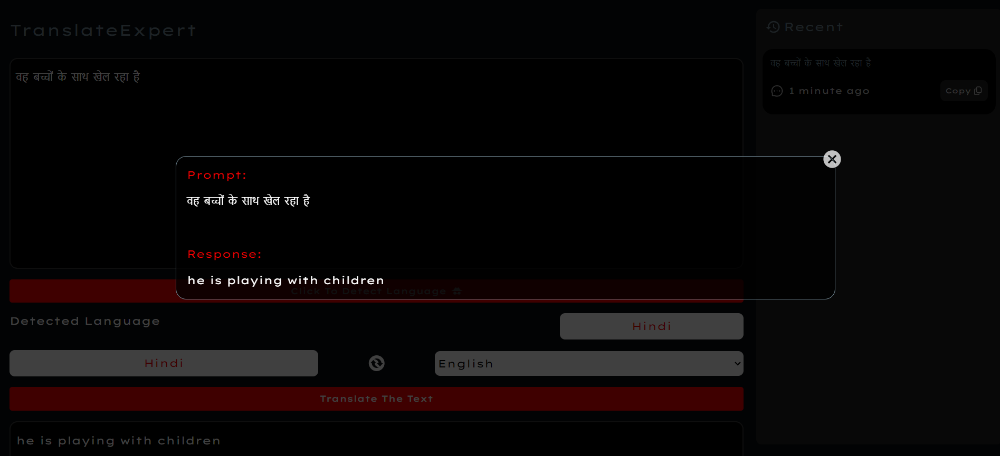 TranslateExpert
वह बच्चों के साथ खेल रहा है
Recent
वह बच्चों के साथ खेल रहा है
1 minute ago
Copy
Prompt:
वह बच्चों के साथ खेल रहा है
Response:
he is playing with children
Click To Detect Language
Detected Language
Hindi
Hindi
English
Translate The Text
he is playing with children